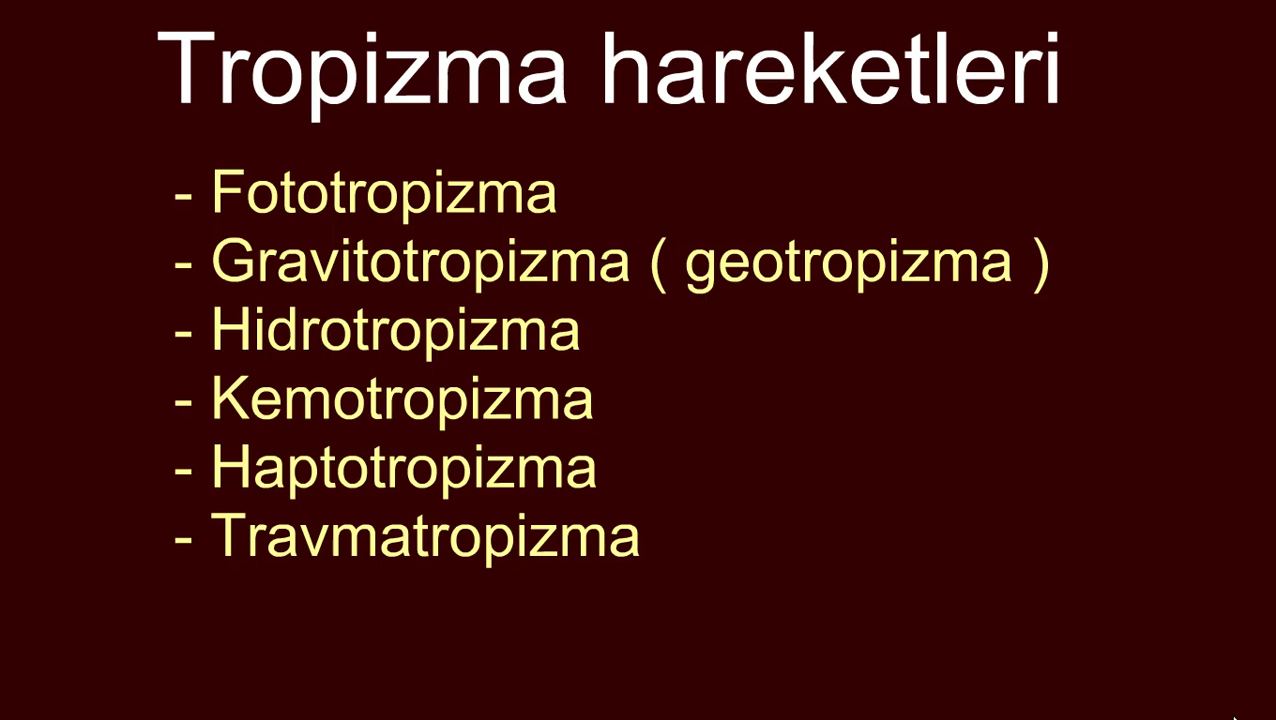 Tropizma hareketleri
- Fototropizma
- Gravitotropizma ( geotropizma )
- Hidrotropizma
- Kemotropizma
- Haptotropizma
- Travmatropizma